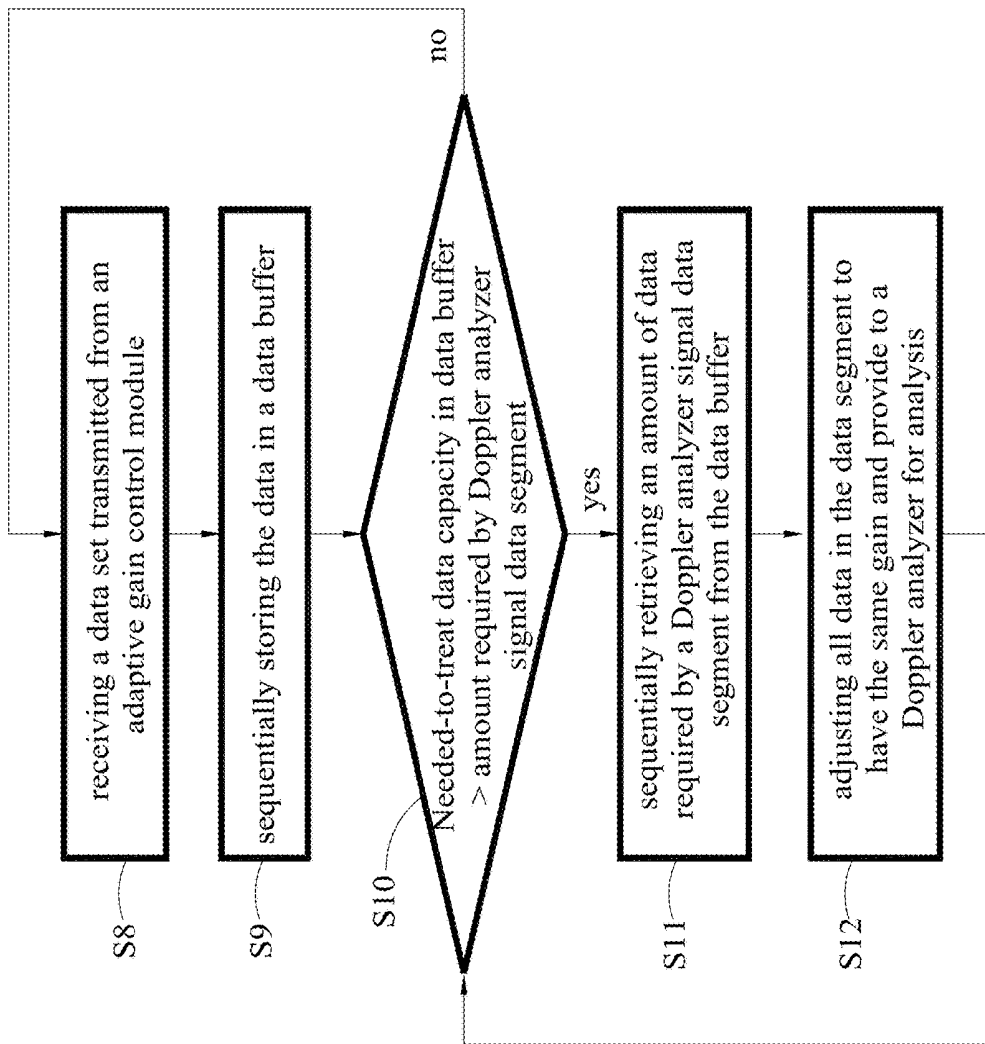 S8
receiving a data set transmitted from an
adaptive gain control module
S9
sequentially storing the data in a data buffer
S10
Needed-to-treat data capacity in data buffer
> amount required by Doppler analyzer
signal data segment
no
yes
S11
sequentially retrieving an amount of data
required by a Doppler analyzer signal data
segment from the data buffer
S12
adjusting all data in the data segment to
have the same gain and provide to a
Doppler analyzer for analysis